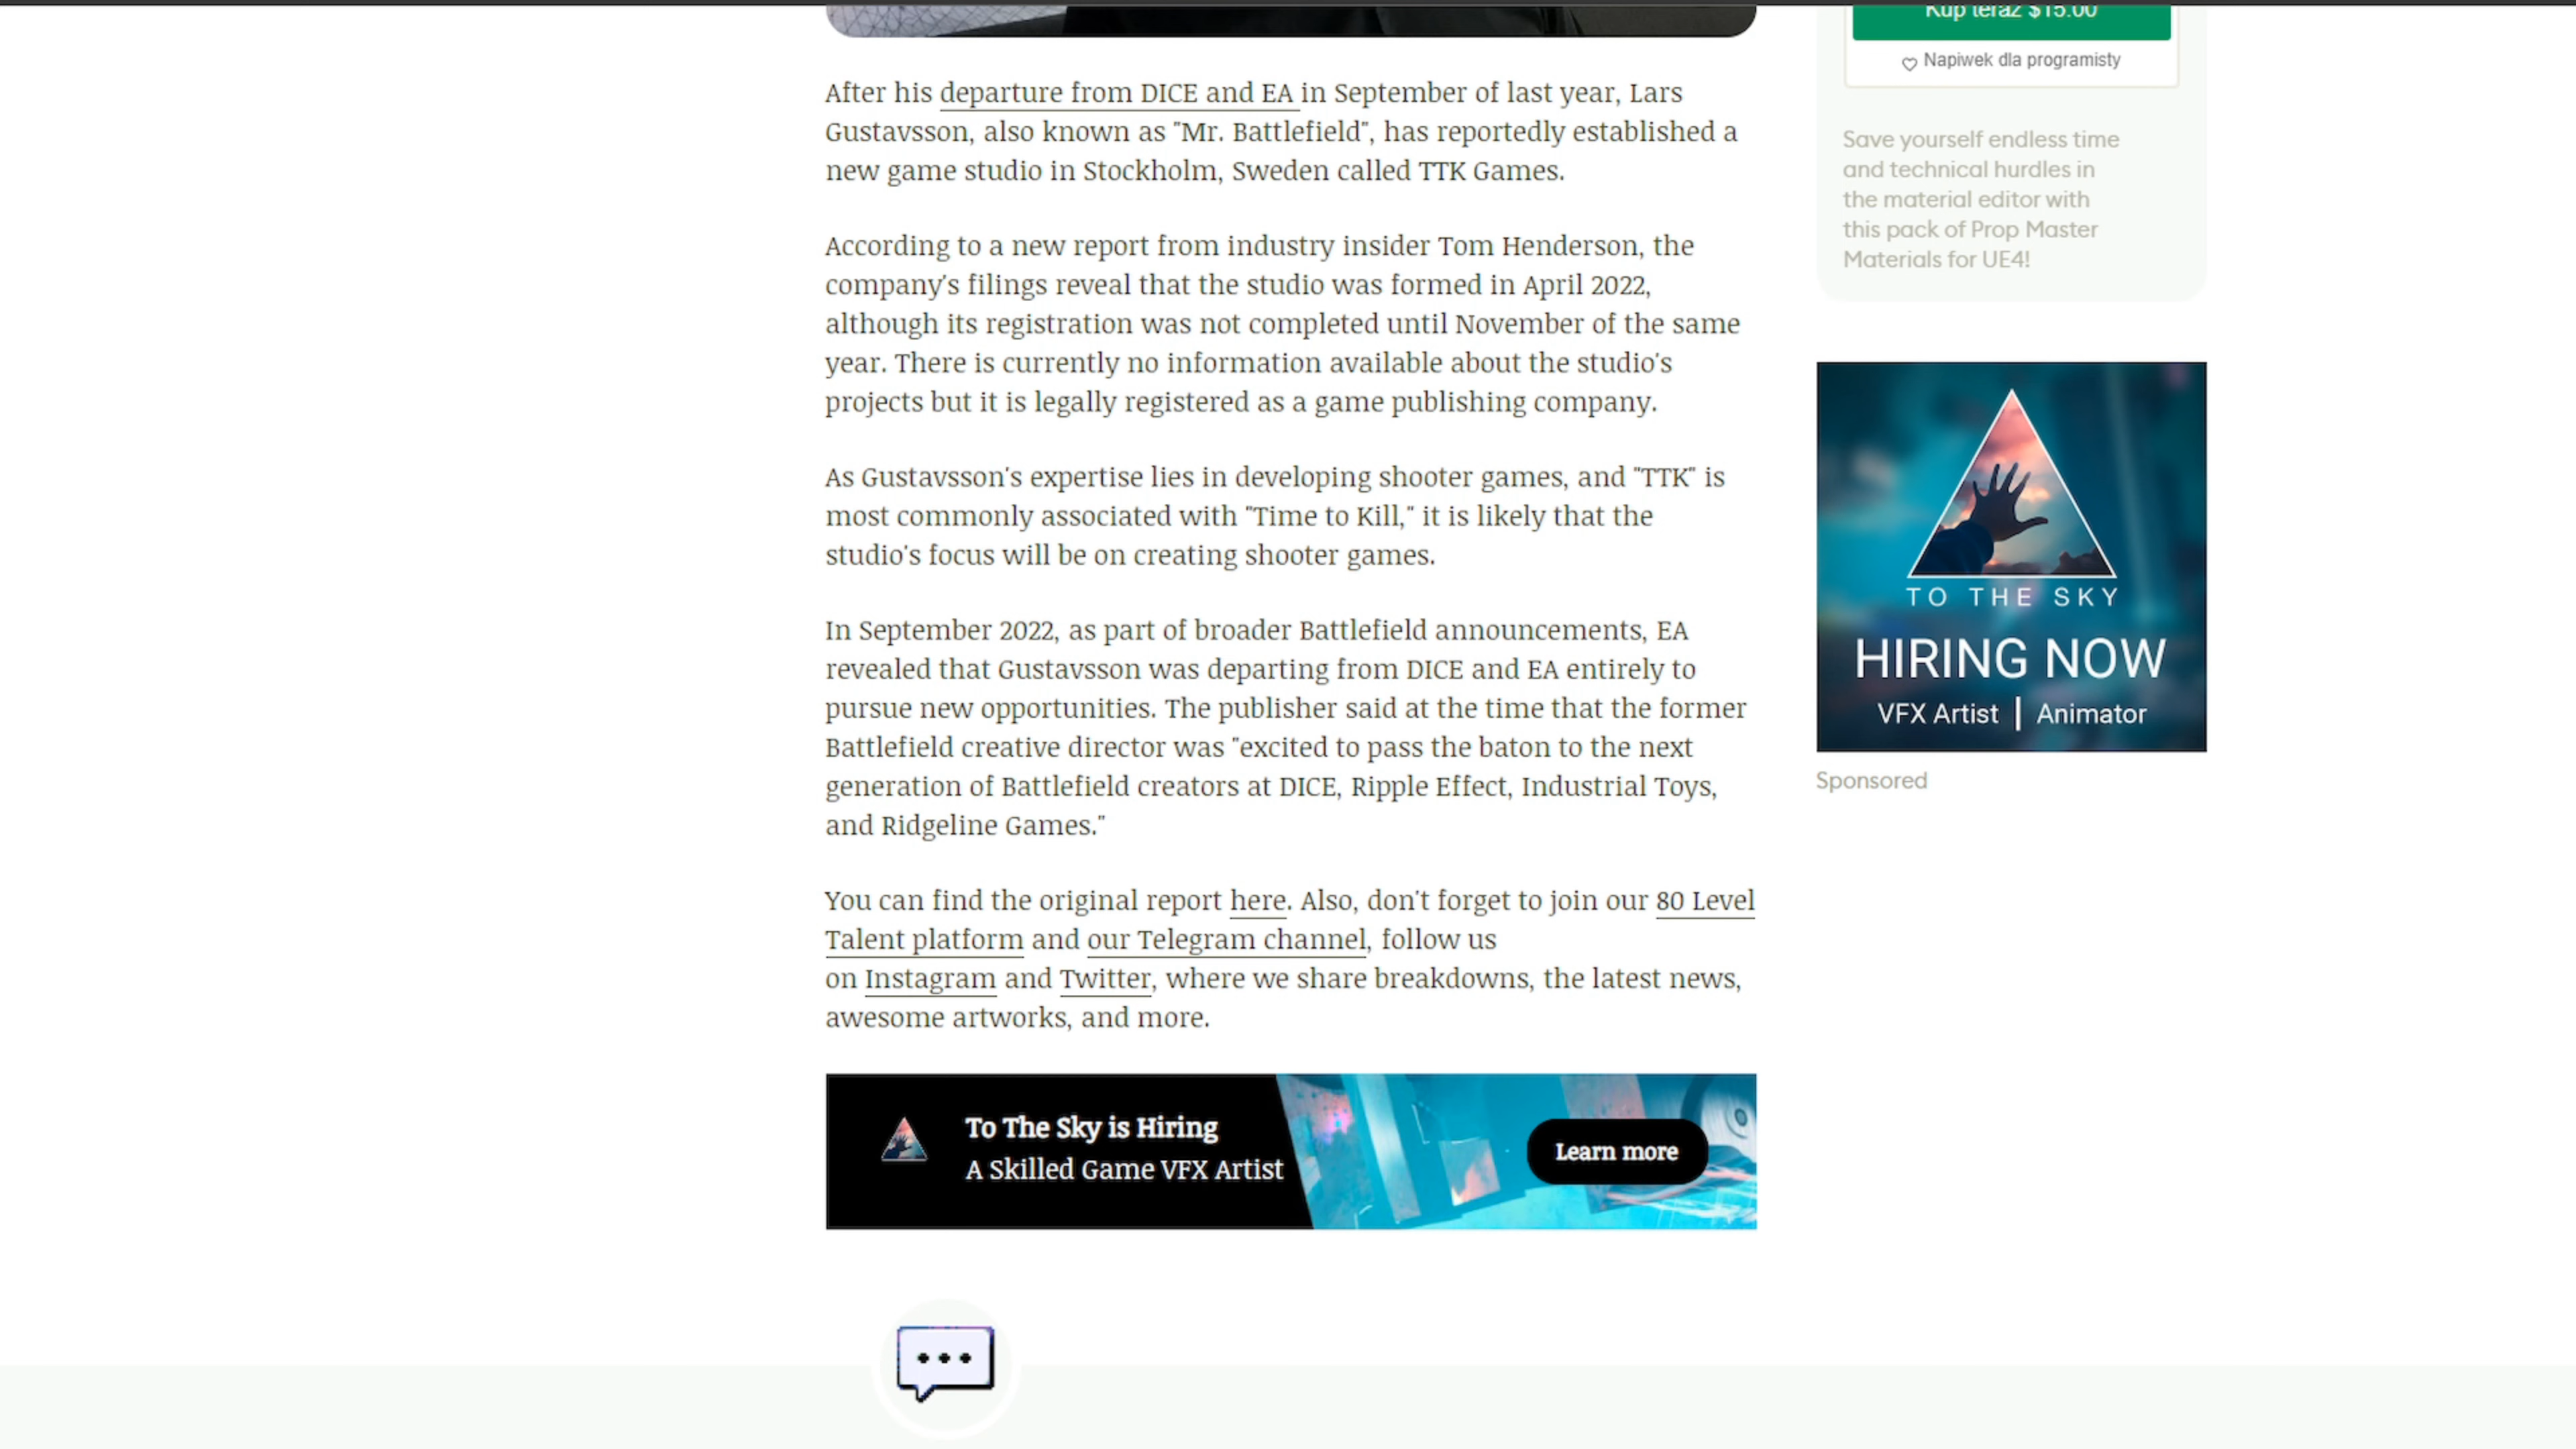 After his departure from DICE and EA in September of last year, Lars
Gustavsson, also known as "Mr. Battlefield", has reportedly established a
new game studio in Stockholm, Sweden called TTK Games.
According to a new report from industry insider Tom Henderson, the
company's filings reveal that the studio was formed in April 2022,
although its registration was not completed until November of the same
year. There is currently no information available about the studio's
projects but it is legally registered as a game publishing company.
As Gustavsson's expertise lies in developing shooter games, and "TTK" is
most commonly associated with "Time to Kill," it is likely that the
studio's focus will be on creating shooter games.
In September 2022, as part of broader Battlefield announcements, EA
revealed that Gustavsson was departing from DICE and EA entirely to
pursue new opportunities. The publisher said at the time that the former
Battlefield creative director was "excited to pass the baton to the next
generation of Battlefield creators at DICE, Ripple Effect, Industrial Toys,
and Ridgeline Games."
You can find the original report here. Also, don't forget to join our 80 Level
Talent platform and our Telegram channel, follow us
on Instagram and Twitter, where we share breakdowns, the latest news,
awesome artworks, and more.
To The Sky is Hiring
A Skilled Game VFX Artist
Learn more
Kup teraz $15.00
Napiwek dla programisty
Save yourself endless time
and technical hurdles in
the material editor with
this pack of Prop Master
Materials for UE4!
TO THE SKY
HIRING NOW
VFX Artist | Animator
Sponsored